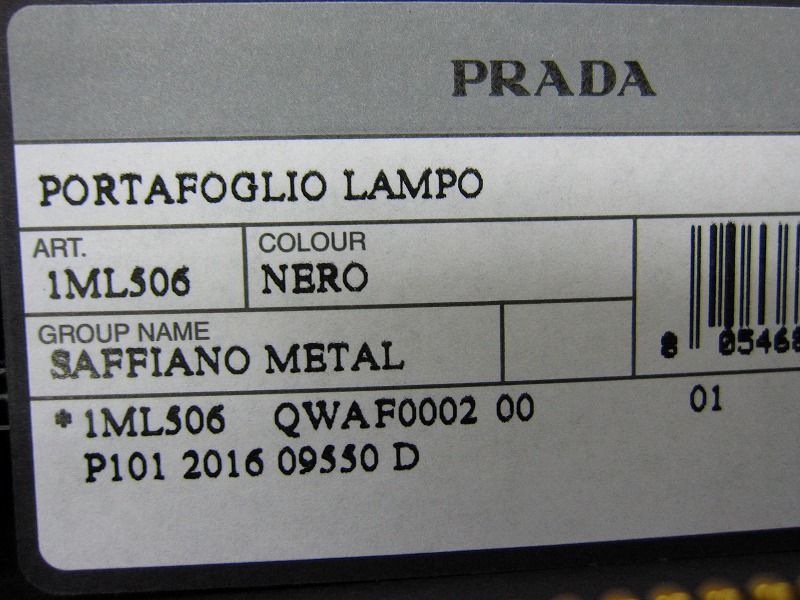 PRADA
PORTAFOGLIO LAMPO
ART. COLOUR
1ML506 NERO
GROUP NAME
SAFFIANO METAL
8 05468
*1ML506 QWAF0002 00 01
P101 2016 09550 D